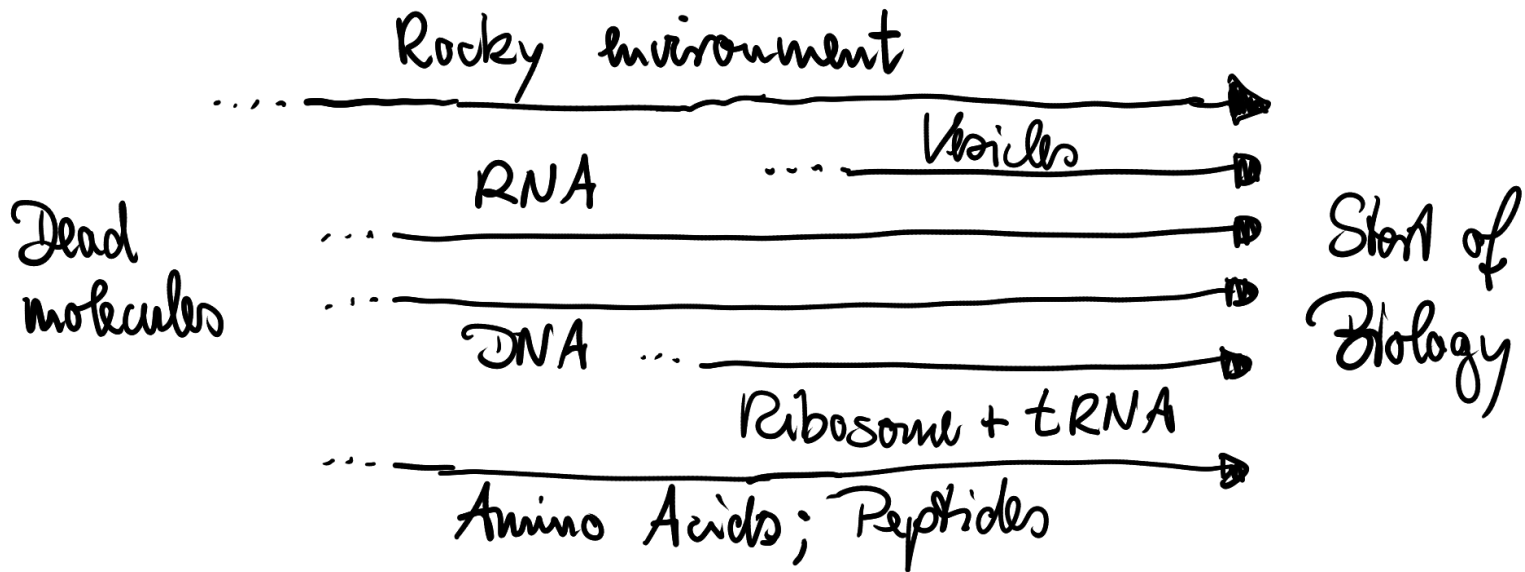 Rocky environment
Vesicles
RNA
Dead
molecules
Start of
Biology
DNA
Ribosome + tRNA
Amino Acids; Peptides